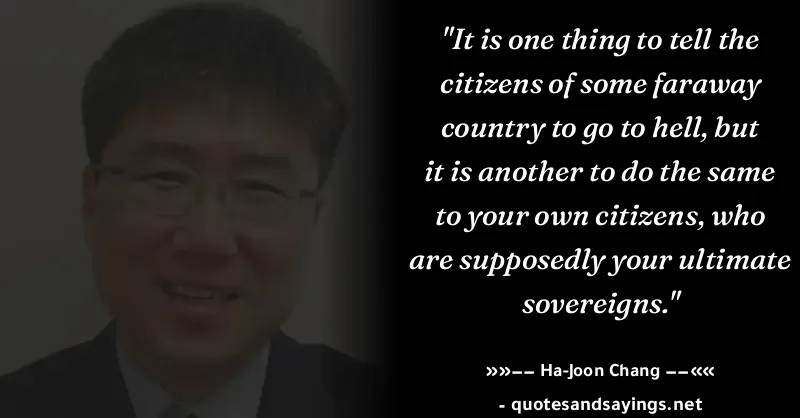 "It is one thing to tell the
citizens of some faraway
country to go to hell, but
it is another to do the same
to your own citizens, who
are supposedly your ultimate
sovereigns."
»»—— Ha-Joon Chang ——««
- quotesandsayings.net